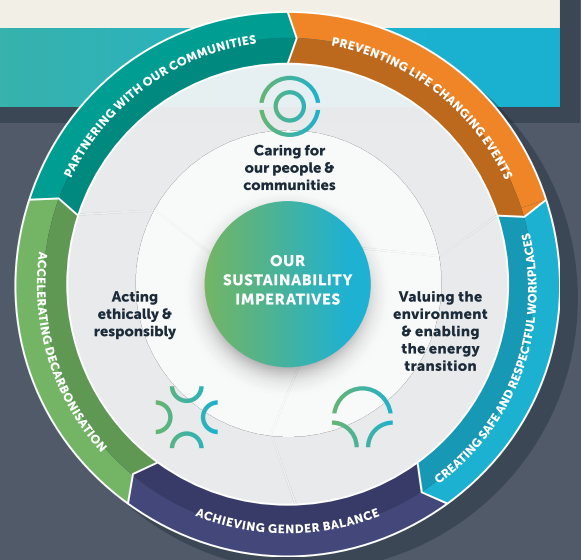 PARTNERING WITH OUR COMMUNITIES
PREVENTING LIFE CHANGING EVENTS
CREATING SAFE AND RESPECTFUL WORKPLACES
ACHIEVING GENDER BALANCE
ACCELERATING DECARBONISATION
Caring for
our people &
communities
OUR
SUSTAINABILITY
IMPERATIVES
Acting
ethically &
responsibly
Valuing the
environment
& enabling
the energy
transition